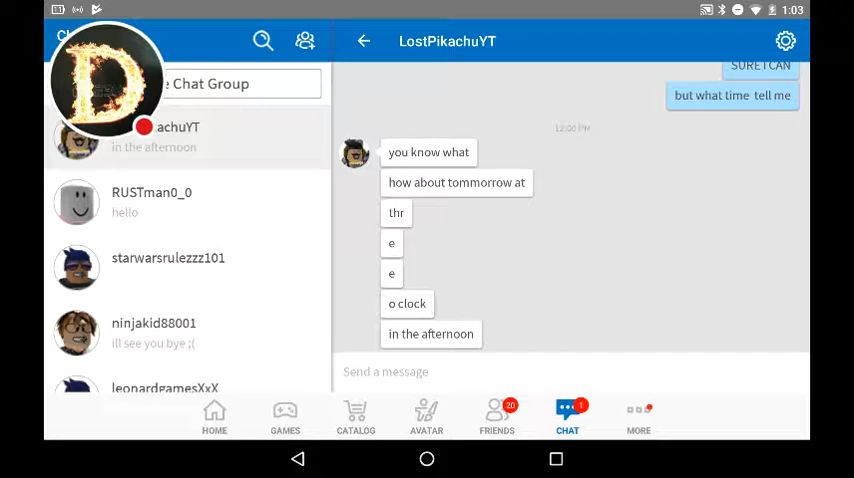 1:03
LostPikachuYT
e Chat Group
SURE I CAN
but what time tell me
12:00 PM
achuYT
in the afternoon
you know what
how about tommorrow at
thr
e
e
o clock
in the afternoon
RUSTman0_0
hello
starwarsrulezzz101
ninjakid88001
ill see you bye ;(
leonardgamesXxX
Send a message
HOME
GAMES
CATALOG
AVATAR
20
FRIENDS
1
CHAT
MORE
D